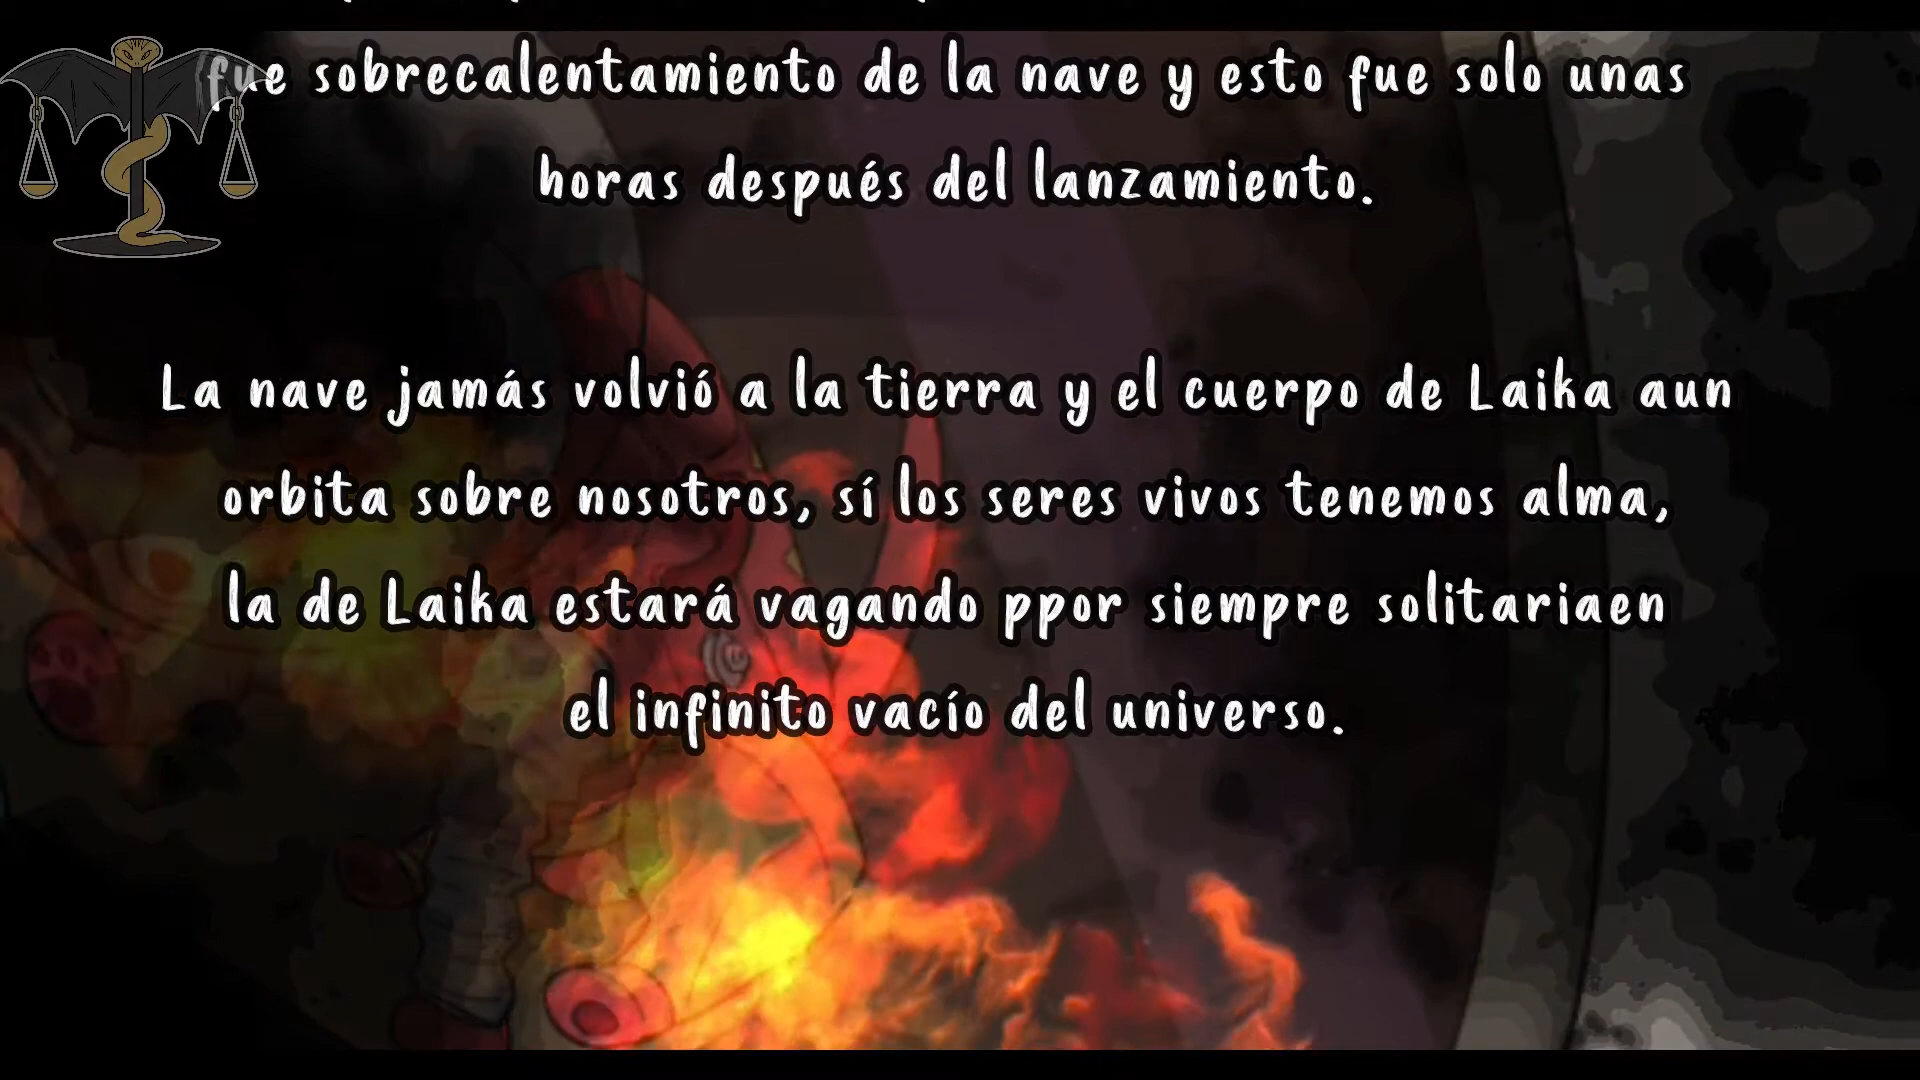 fue sobrecalentamiento de la nave y esto fue solo unas
horas después del lanzamiento.
La nave jamás volvió a la tierra y el cuerpo de Laika aun
orbita sobre nosotros, sí los seres vivos tenemos alma,
la de Laika estará vagando ppor siempre solitariaen
el infinito vacío del universo.